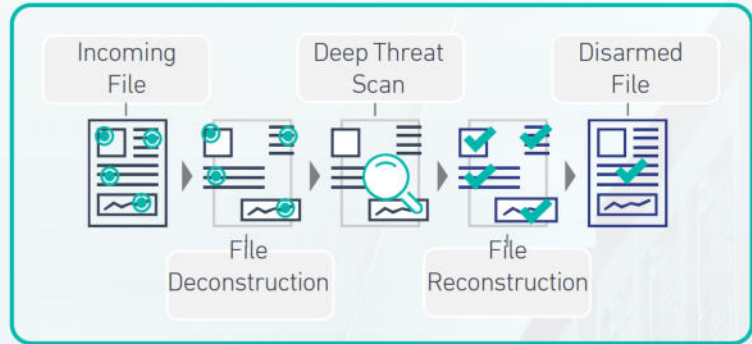 Incoming
File
Deep Threat
Scan
Disarmed
File
File
Deconstruction
File
Reconstruction